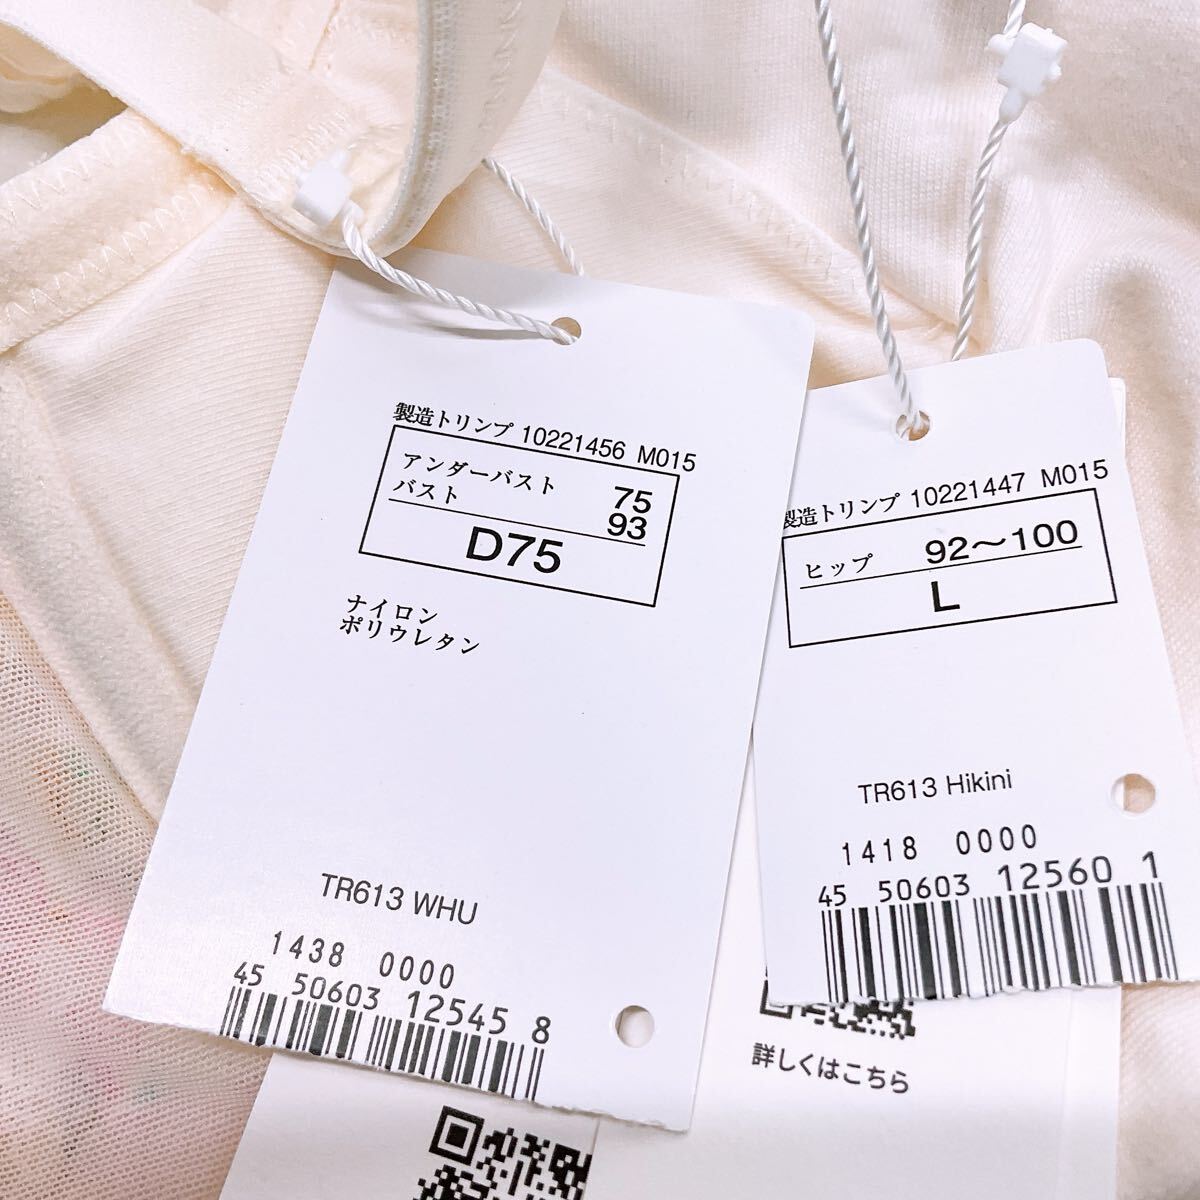 製造トリンプ 10221456 M015
アンダーバスト 75
バスト 93
D75
ナイロン
ポリウレタン
TR613 WHU
1438 0000
45 50603 12545 8
製造トリンプ 10221447 M015
ヒップ 92～100
L
TR613 Hikini
1418 0000
45 50603 12560 1
詳しくはこちら